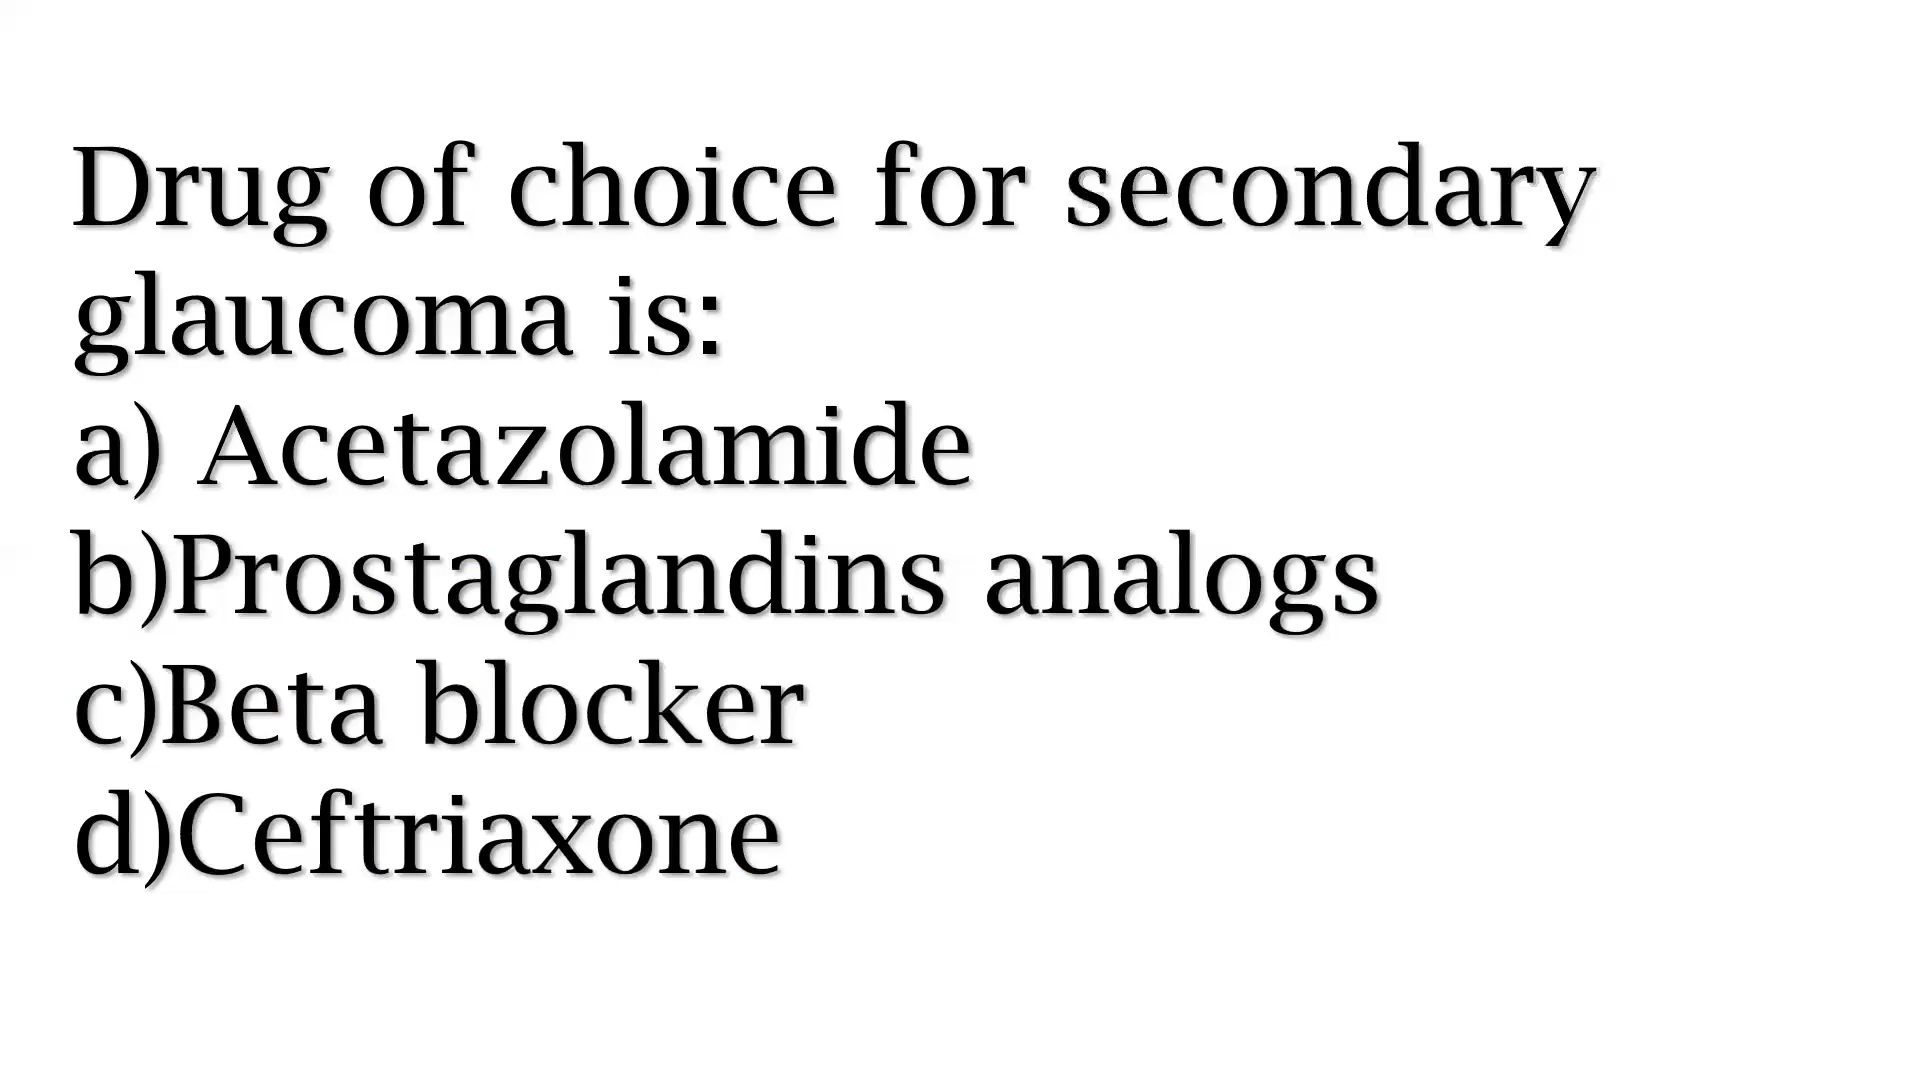 Drug of choice for secondary
glaucoma is:
a) Acetazolamide
b)Prostaglandins analogs
c)Beta blocker
d)Ceftriaxone